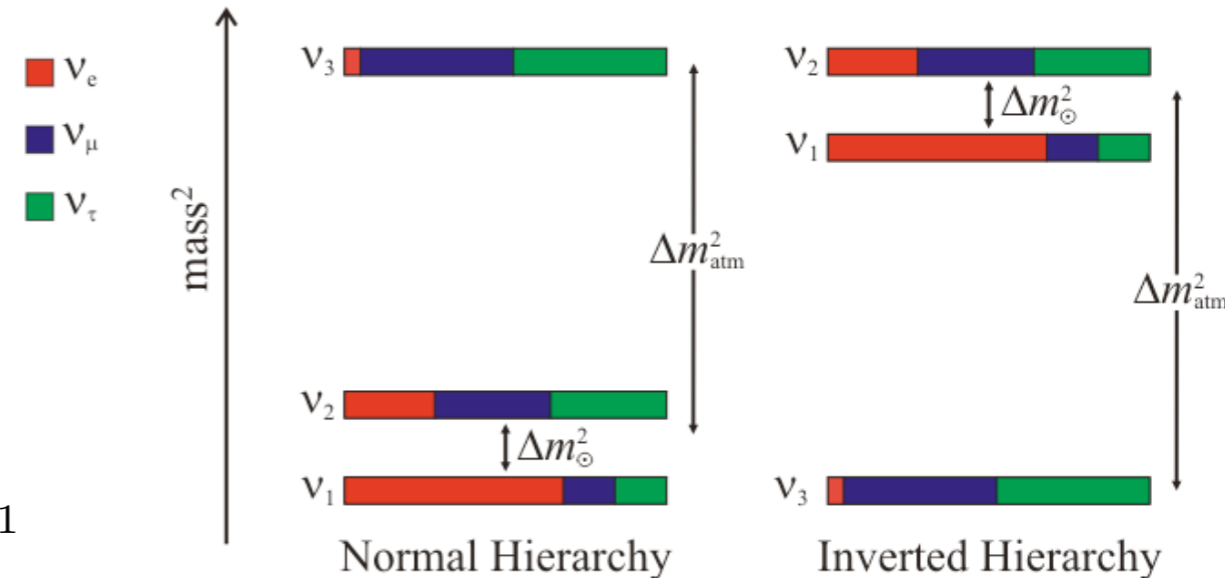 νe
νμ
ντ
mass²
ν₃
Δm²atm
ν₂
Δm²⊙
ν₁
Normal Hierarchy
ν₂
Δm²⊙
ν₁
Δm²atm
ν₃
Inverted Hierarchy
1